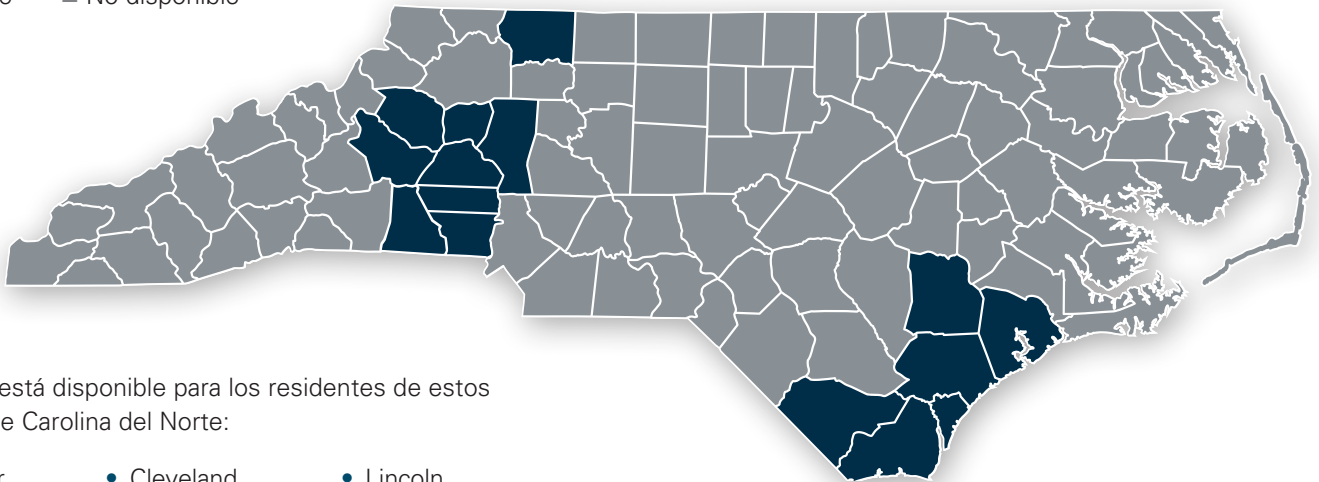 No disponible
está disponible para los residentes de estos
e Carolina del Norte:
• Cleveland • Lincoln